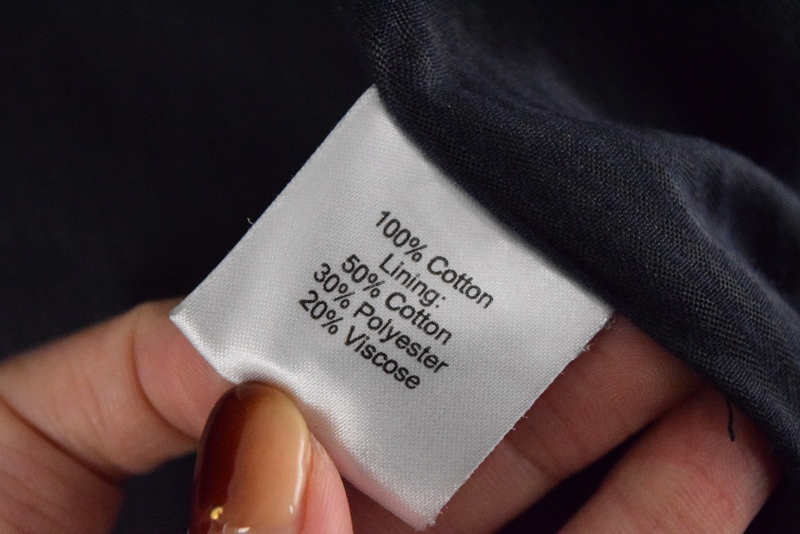 100% Cotton
Lining:
50% Cotton
30% Polyester
20% Viscose